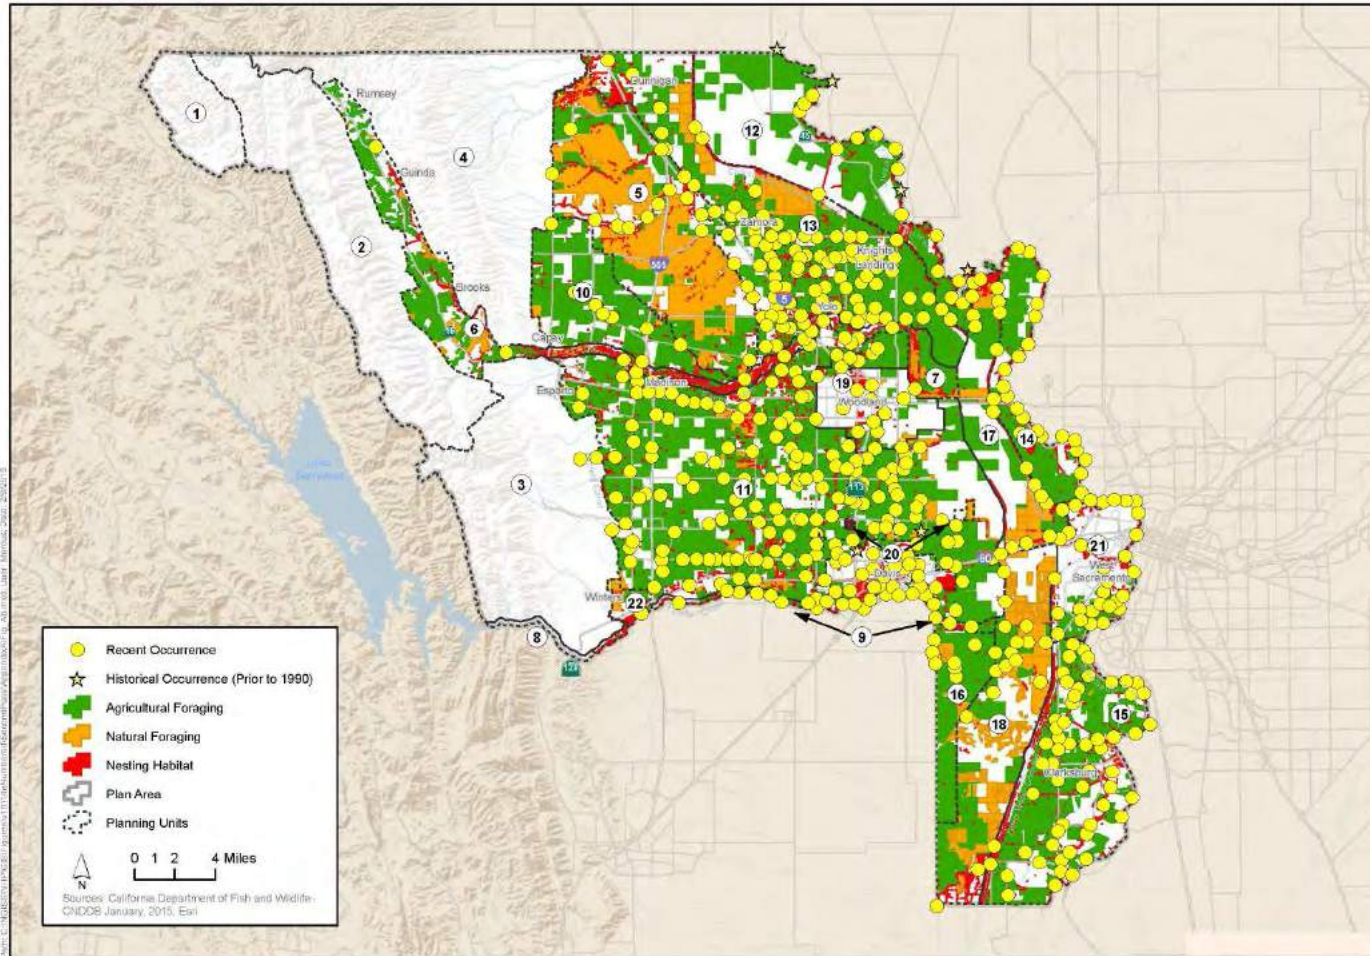 Dunnigan
Rumsey
1
12
45
4
Guinda
5
Zamora
13
2
Knights
Landing
505
Brooks
10
5
Yolo
16
6
Capay
7
Madison
19
Esparto
Woodland
17
14
3
11
113
20
80
21
West
Sacramento
Davis
Winters
22
8
9
128
16
15
18
Clarksburg
Recent Occurrence
Historical Occurrence (Prior to 1990)
Agricultural Foraging
Natural Foraging
Nesting Habitat
Plan Area
Planning Units
N
0 1 2 4 Miles
Sources: California Department of Fish and Wildlife-
CNDDB January, 2015, Esri